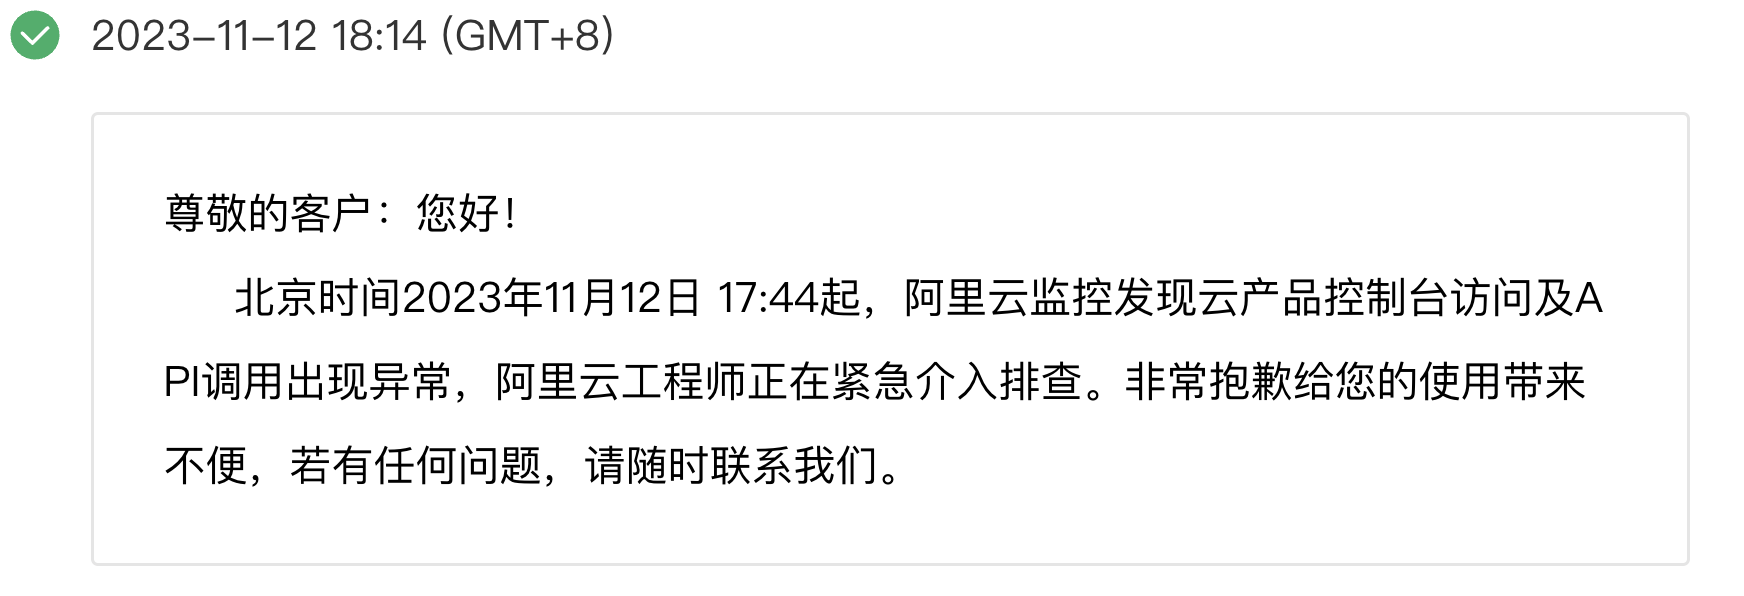 2023-11-12 18:14 (GMT+8)
尊敬的客户：您好！
北京时间2023年11月12日 17:44起，阿里云监控发现云产品控制台访问及A
PI调用出现异常，阿里云工程师正在紧急介入排查。非常抱歉给您的使用带来
不便，若有任何问题，请随时联系我们。